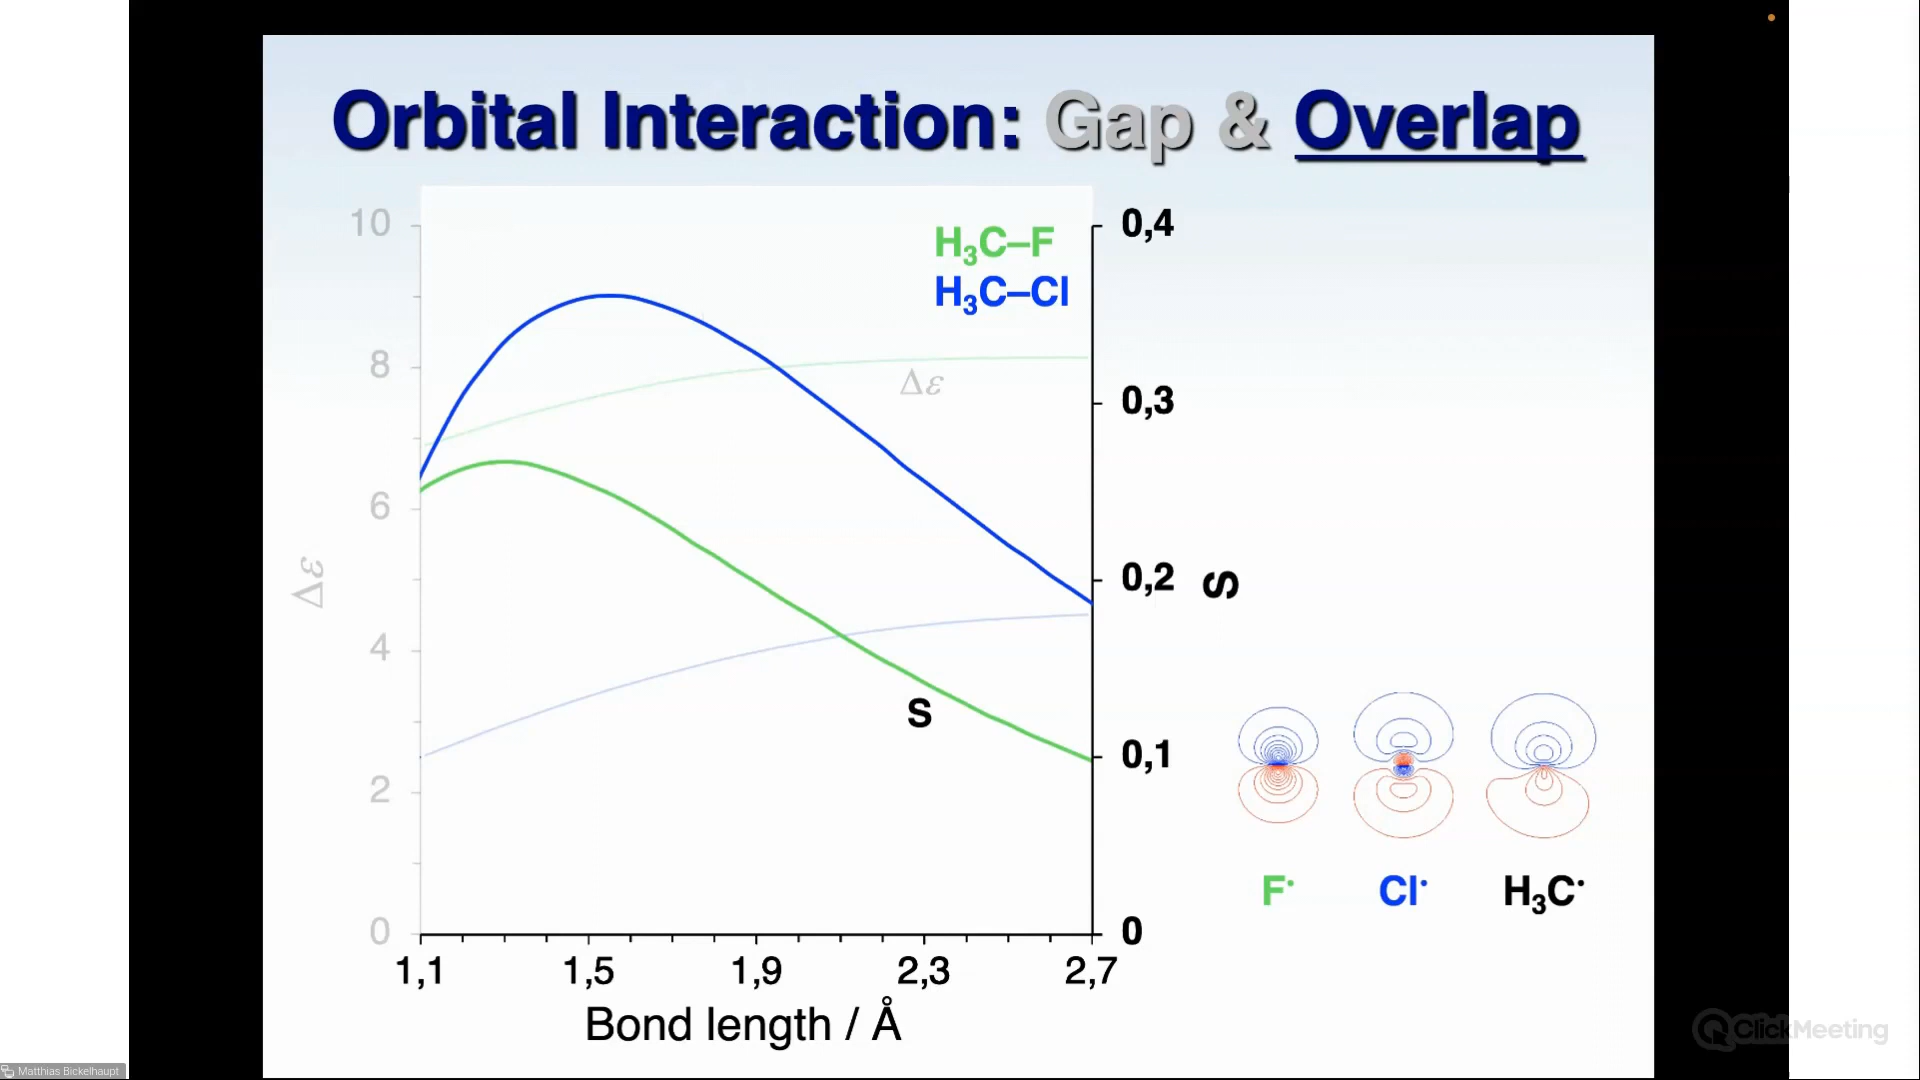 Orbital Interaction: Gap & Overlap
10
8
6
4
2
0
Δε
H₃C–F
H₃C–Cl
Δε
S
0,4
0,3
0,2
0,1
0
S
1,1 1,5 1,9 2,3 2,7
Bond length / Å
F· Cl· H₃C·
ClickMeeting
Matthias Bickelhaupt